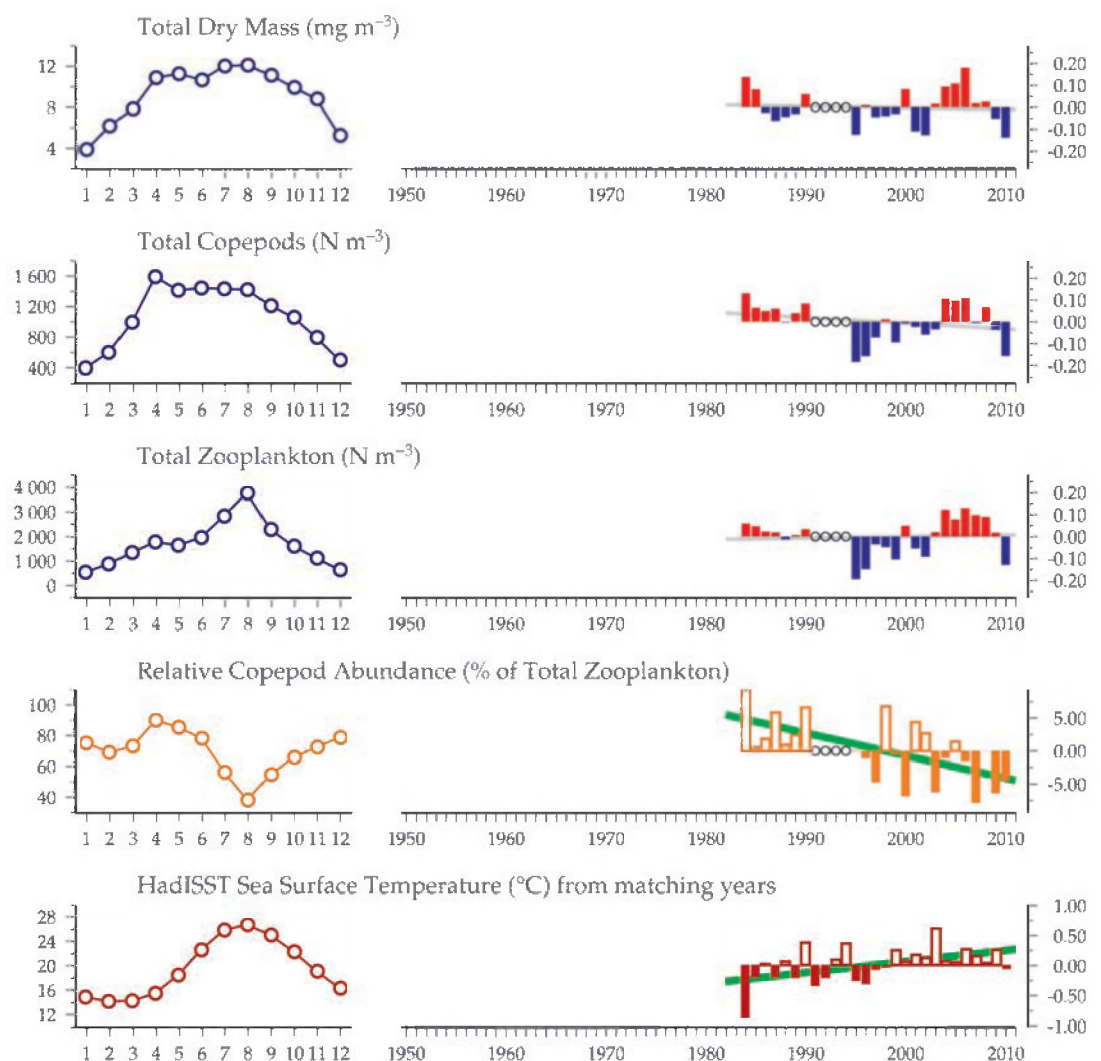 Total Dry Mass (mg m⁻³)
12
8
4
0.20
0.10
0.00
-0.10
-0.20
1 2 3 4 5 6 7 8 9 10 11 12
1950 1960 1970 1980 1990 2000 2010
Total Copepods (N m⁻³)
1 600
1 200
800
400
0.20
0.10
0.00
-0.10
-0.20
1 2 3 4 5 6 7 8 9 10 11 12
1950 1960 1970 1980 1990 2000 2010
Total Zooplankton (N m⁻³)
4 000
3 000
2 000
1 000
0
0.20
0.10
0.00
-0.10
-0.20
1 2 3 4 5 6 7 8 9 10 11 12
1950 1960 1970 1980 1990 2000 2010
Relative Copepod Abundance (% of Total Zooplankton)
100
80
60
40
5.00
0.00
-5.00
1 2 3 4 5 6 7 8 9 10 11 12
1950 1960 1970 1980 1990 2000 2010
HadISST Sea Surface Temperature (°C) from matching years
28
24
20
16
12
1.00
0.50
0.00
-0.50
-1.00
1 2 3 4 5 6 7 8 9 10 11 12
1950 1960 1970 1980 1990 2000 2010